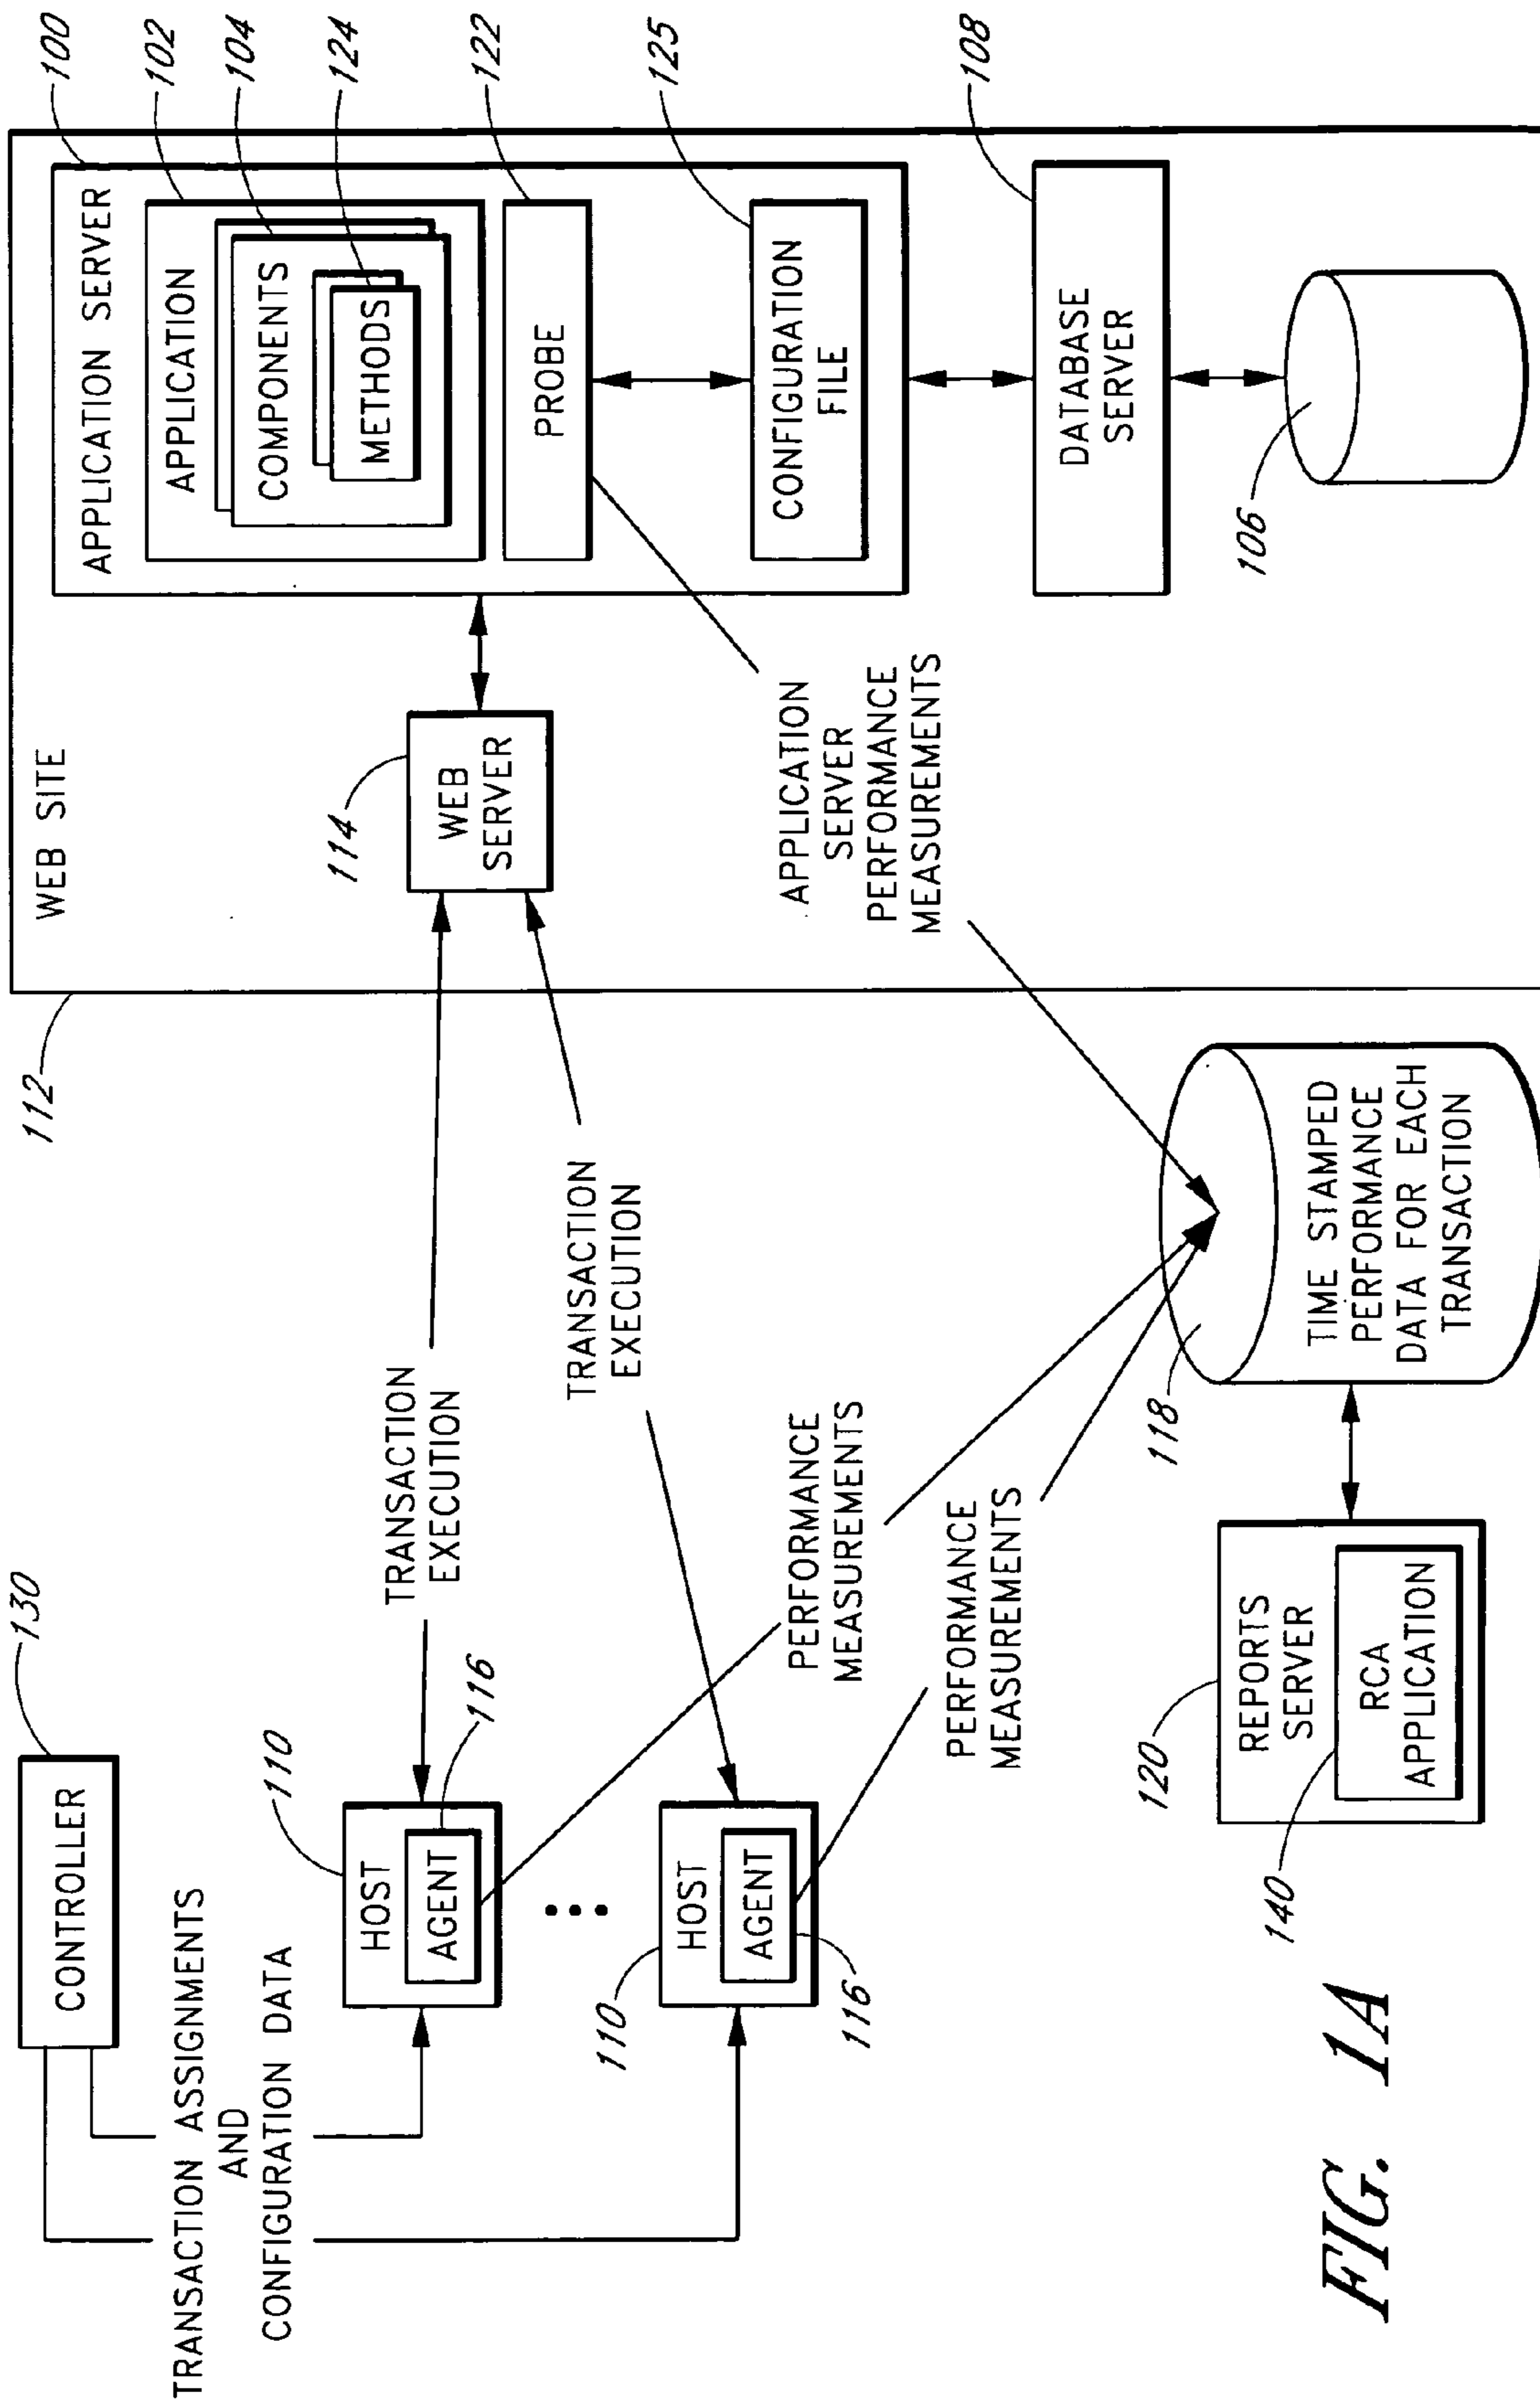 130
CONTROLLER
TRANSACTION ASSIGNMENTS
AND
CONFIGURATION DATA
110
HOST
AGENT
116
110
HOST
AGENT
116
TRANSACTION
EXECUTION
TRANSACTION
EXECUTION
PERFORMANCE
MEASUREMENTS
PERFORMANCE
MEASUREMENTS
120
REPORTS
SERVER
140
RCA
APPLICATION
118
TIME STAMPED
PERFORMANCE
DATA FOR EACH
TRANSACTION
112
WEB SITE
114
WEB
SERVER
APPLICATION
SERVER
PERFORMANCE
MEASUREMENTS
APPLICATION SERVER
100
APPLICATION
102
COMPONENTS
104
METHODS
124
PROBE
122
CONFIGURATION
FILE
125
DATABASE
SERVER
108
106
FIG. 1A